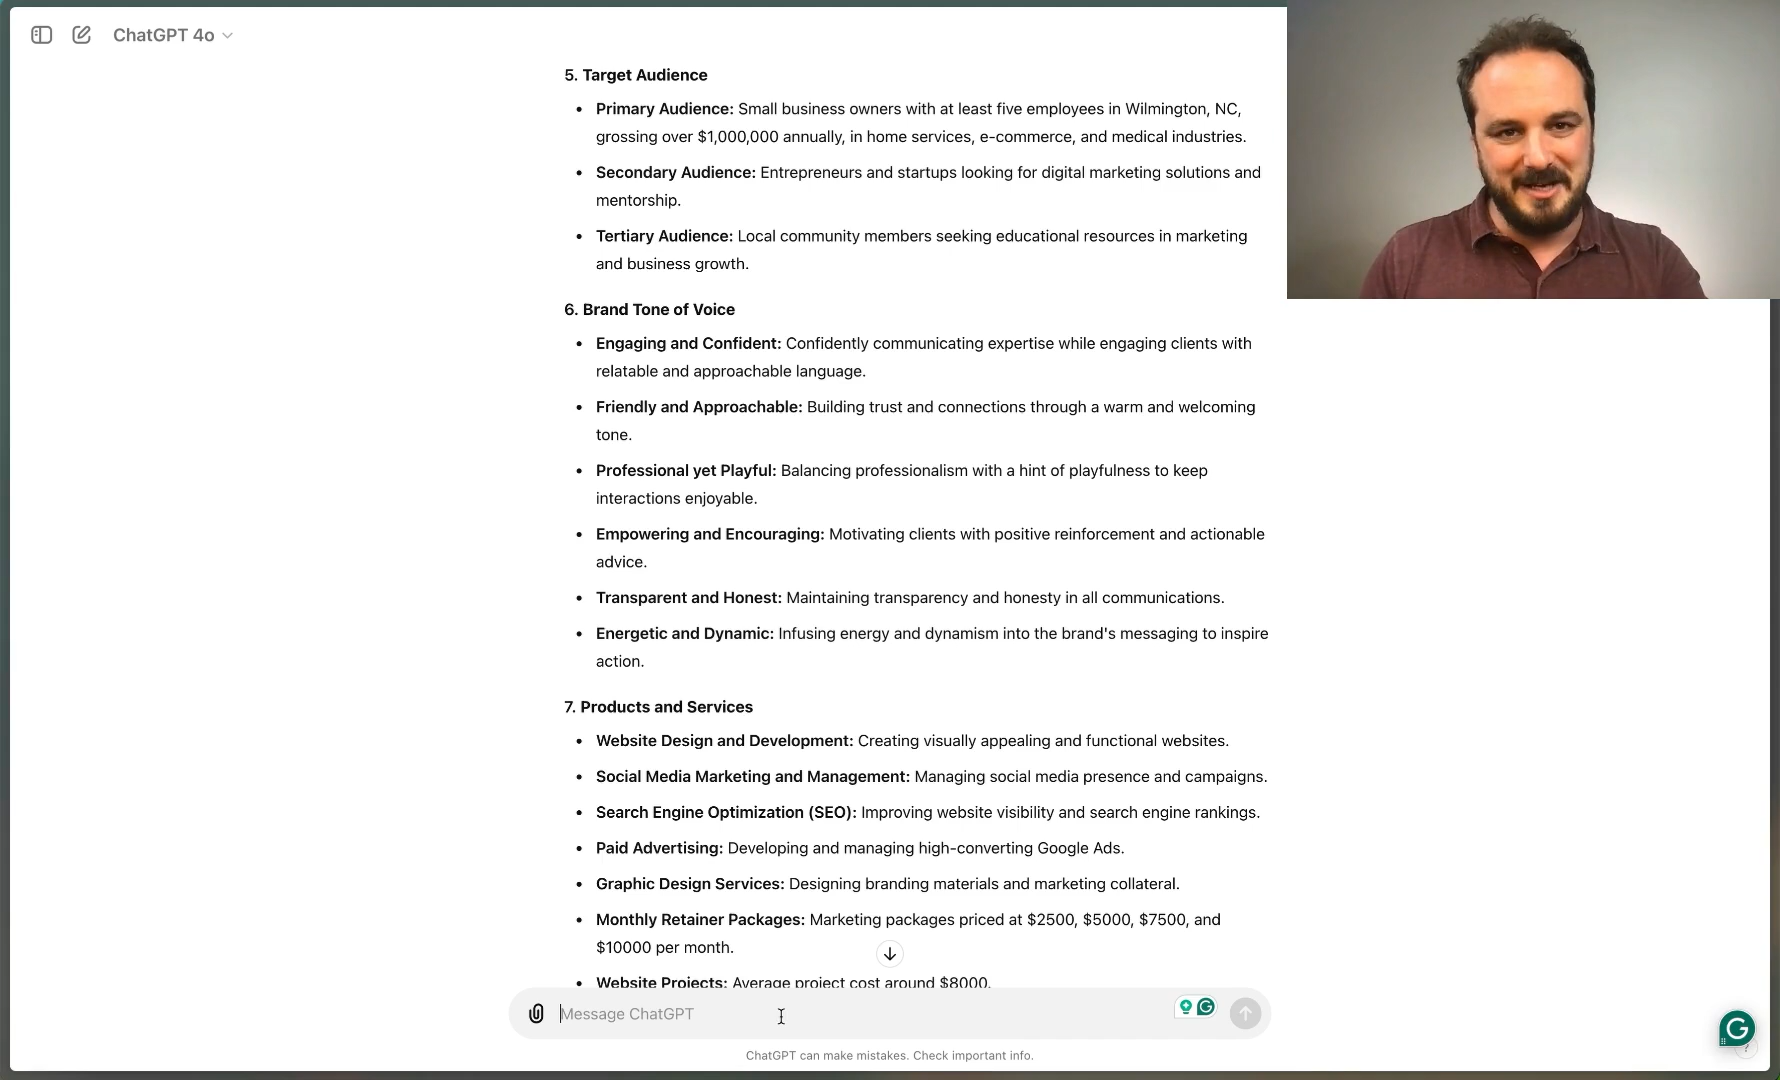 ChatGPT 4o
5. Target Audience
• Primary Audience: Small business owners with at least five employees in Wilmington, NC,
grossing over $1,000,000 annually, in home services, e-commerce, and medical industries.
• Secondary Audience: Entrepreneurs and startups looking for digital marketing solutions and
mentorship.
• Tertiary Audience: Local community members seeking educational resources in marketing
and business growth.
6. Brand Tone of Voice
• Engaging and Confident: Confidently communicating expertise while engaging clients with
relatable and approachable language.
• Friendly and Approachable: Building trust and connections through a warm and welcoming
tone.
• Professional yet Playful: Balancing professionalism with a hint of playfulness to keep
interactions enjoyable.
• Empowering and Encouraging: Motivating clients with positive reinforcement and actionable
advice.
• Transparent and Honest: Maintaining transparency and honesty in all communications.
• Energetic and Dynamic: Infusing energy and dynamism into the brand's messaging to inspire
action.
7. Products and Services
• Website Design and Development: Creating visually appealing and functional websites.
• Social Media Marketing and Management: Managing social media presence and campaigns.
• Search Engine Optimization (SEO): Improving website visibility and search engine rankings.
• Paid Advertising: Developing and managing high-converting Google Ads.
• Graphic Design Services: Designing branding materials and marketing collateral.
• Monthly Retainer Packages: Marketing packages priced at $2500, $5000, $7500, and
$10000 per month.
• Website Projects: Average project cost around $8000.
Message ChatGPT
ChatGPT can make mistakes. Check important info.